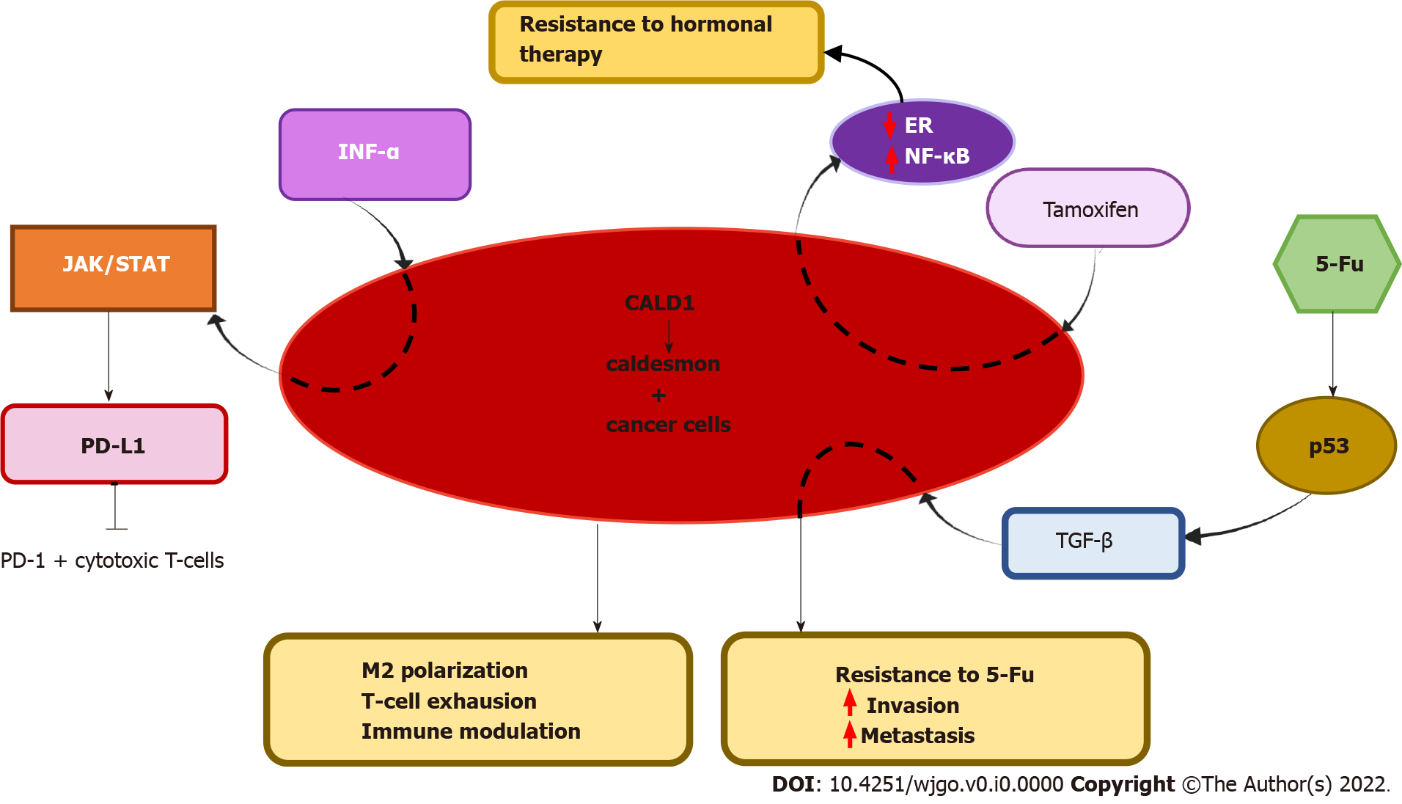 Resistance to hormonal
therapy
INF-α
ER
NF-κB
Tamoxifen
JAK/STAT
5-Fu
CALD1
caldesmon
+
cancer cells
PD-L1
p53
PD-1 + cytotoxic T-cells
TGF-β
M2 polarization
T-cell exhausion
Immune modulation
Resistance to 5-Fu
Invasion
Metastasis
DOI: 10.4251/wjgo.v0.i0.0000 Copyright ©The Author(s) 2022.